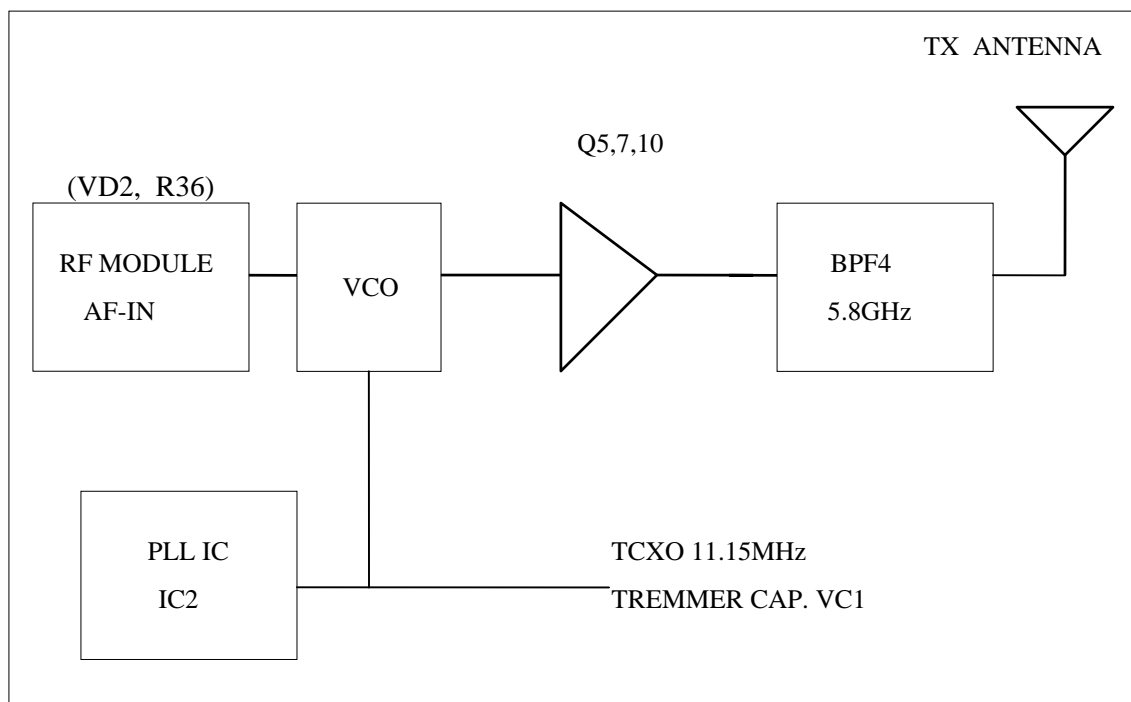 TX ANTENNA
Q5,7,10
(VD2, R36)
RF MODULE
AF-IN
VCO
BPF4
5.8GHz
PLL IC
IC2
TCXO 11.15MHz
TREMMER CAP. VC1